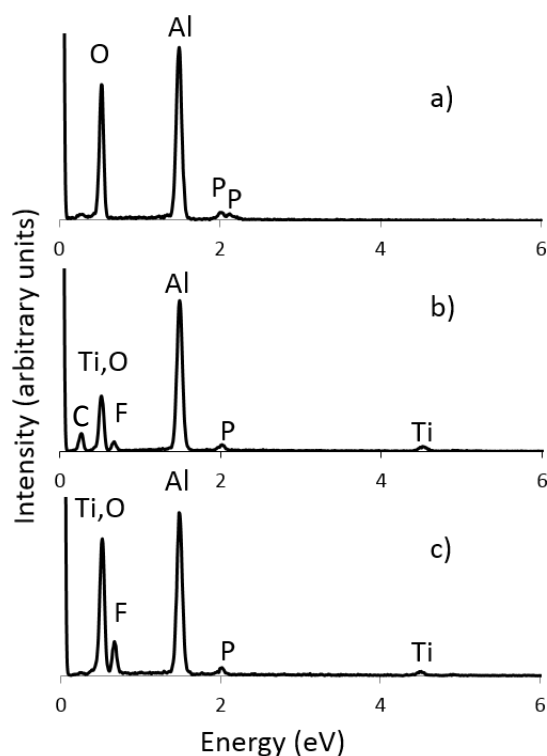 Intensity (arbitrary units)
Al
O
a)
P P
0 2 4 6
Al
b)
Ti,O
C F
P Ti
0 2 4 6
Al
Ti,O
c)
F
P Ti
0 2 4 6
Energy (eV)